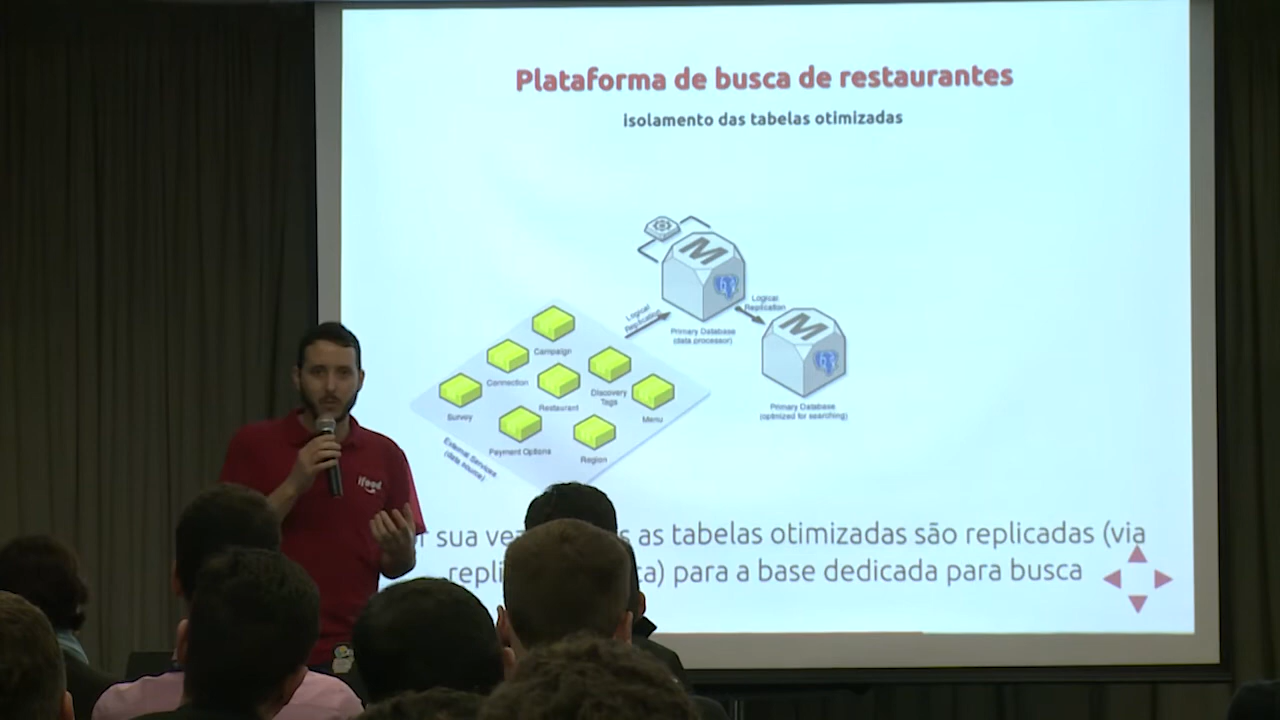 Plataforma de busca de restaurantes
isolamento das tabelas otimizadas
M
Logical
Replication
Primary Database
(data processor)
Logical
Replication
M
Primary Database
(optimized for searching)
Campaign
Connection
Discovery
Tags
Survey
Restaurant
Menu
Payment Options
Region
External Services
(data source)
ifood
sua as tabelas otimizadas são replicadas (via
para a base dedicada para busca